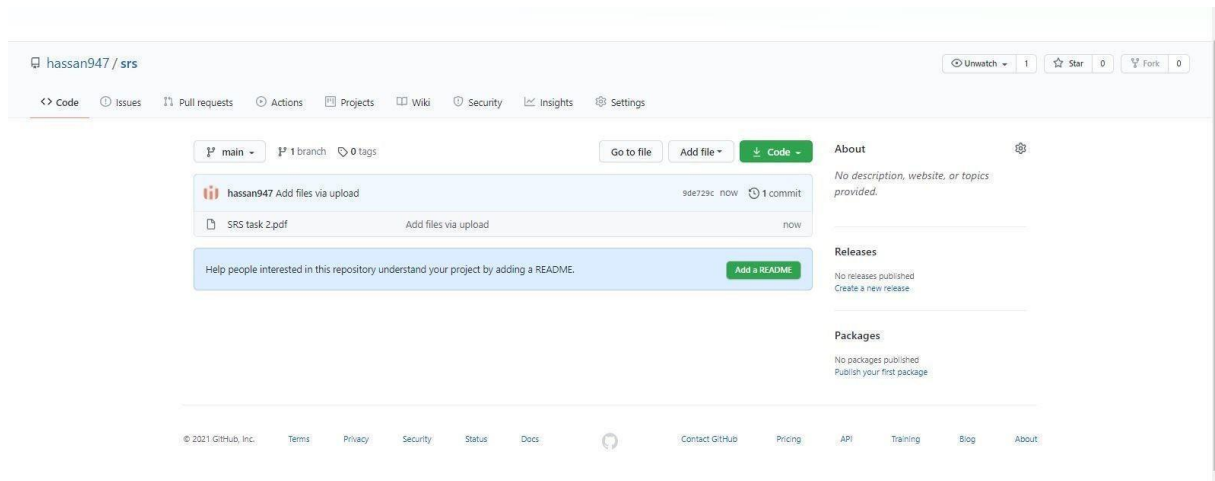 hassan947 / srs
Unwatch 1 Star 0 Fork 0
Code Issues Pull requests Actions Projects Wiki Security Insights Settings
main 1 branch 0 tags Go to file Add file Code
hassan947 Add files via upload 9de729c now 1 commit
SRS task 2.pdf Add files via upload now
Help people interested in this repository understand your project by adding a README. Add a README
About
No description, website, or topics
provided.
Releases
No releases published
Create a new release
Packages
No packages published
Publish your first package
© 2021 GitHub, Inc. Terms Privacy Security Status Docs Contact GitHub Pricing API Training Blog About